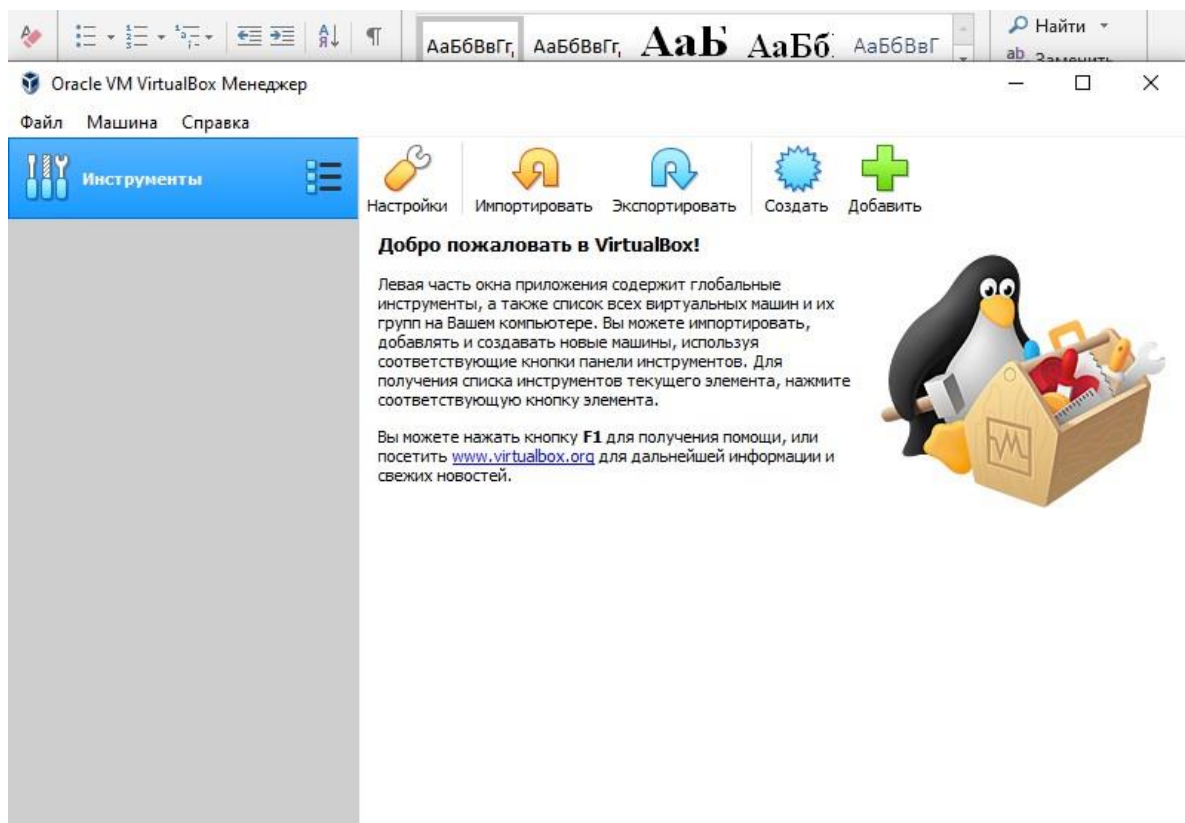 АаБбВвГг, АаБбВвГг, АаБ АаБб АаБбВвГ
Найти
Заменить
Oracle VM VirtualBox Менеджер
Файл Машина Справка
Инструменты
Настройки Импортировать Экспортировать Создать Добавить
Добро пожаловать в VirtualBox!
Левая часть окна приложения содержит глобальные
инструменты, а также список всех виртуальных машин и их
групп на Вашем компьютере. Вы можете импортировать,
добавлять и создавать новые машины, используя
соответствующие кнопки панели инструментов. Для
получения списка инструментов текущего элемента, нажмите
соответствующую кнопку элемента.
Вы можете нажать кнопку F1 для получения помощи, или
посетить www.virtualbox.org для дальнейшей информации и
свежих новостей.